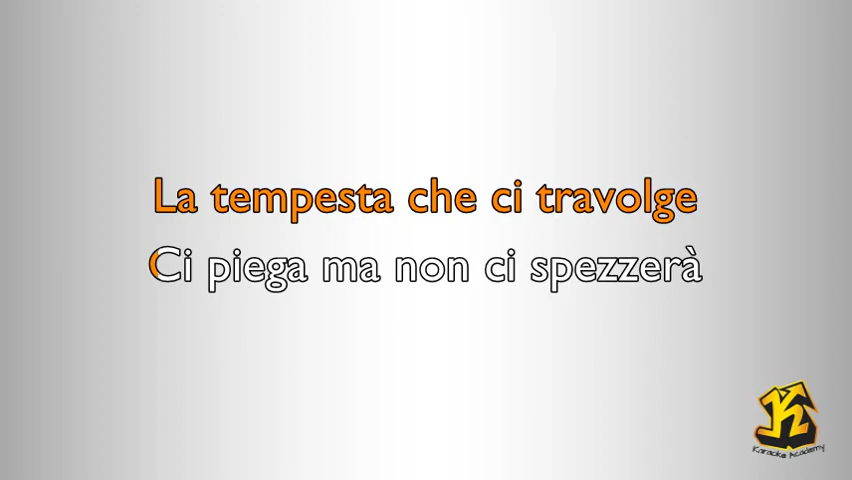 La tempesta che ci travolge
Ci piega ma non ci spezzerà
K
Karaoke Academy